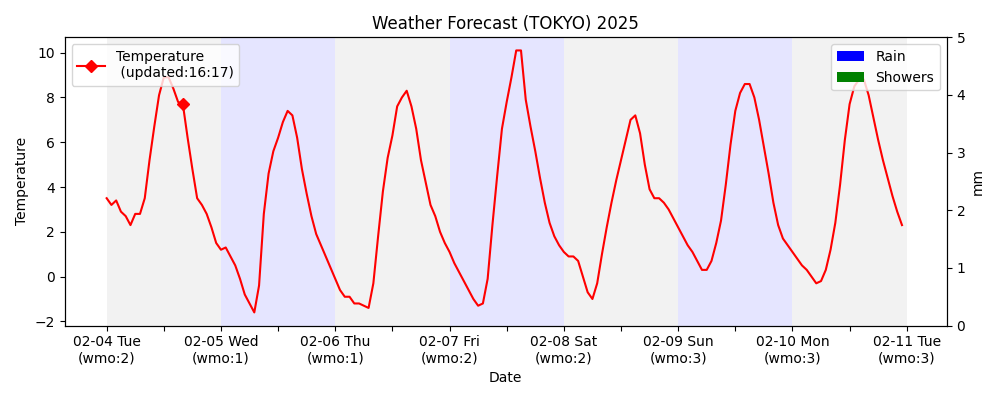 Weather Forecast (TOKYO) 2025
Temperature
(updated:16:17)
Rain
Showers
10
8
6
4
2
0
−2
Temperature
5
4
3
2
1
0
mm
02-04 Tue
(wmo:2)
02-05 Wed
(wmo:1)
02-06 Thu
(wmo:1)
02-07 Fri
(wmo:2)
02-08 Sat
(wmo:2)
02-09 Sun
(wmo:3)
02-10 Mon
(wmo:3)
02-11 Tue
(wmo:3)
Date